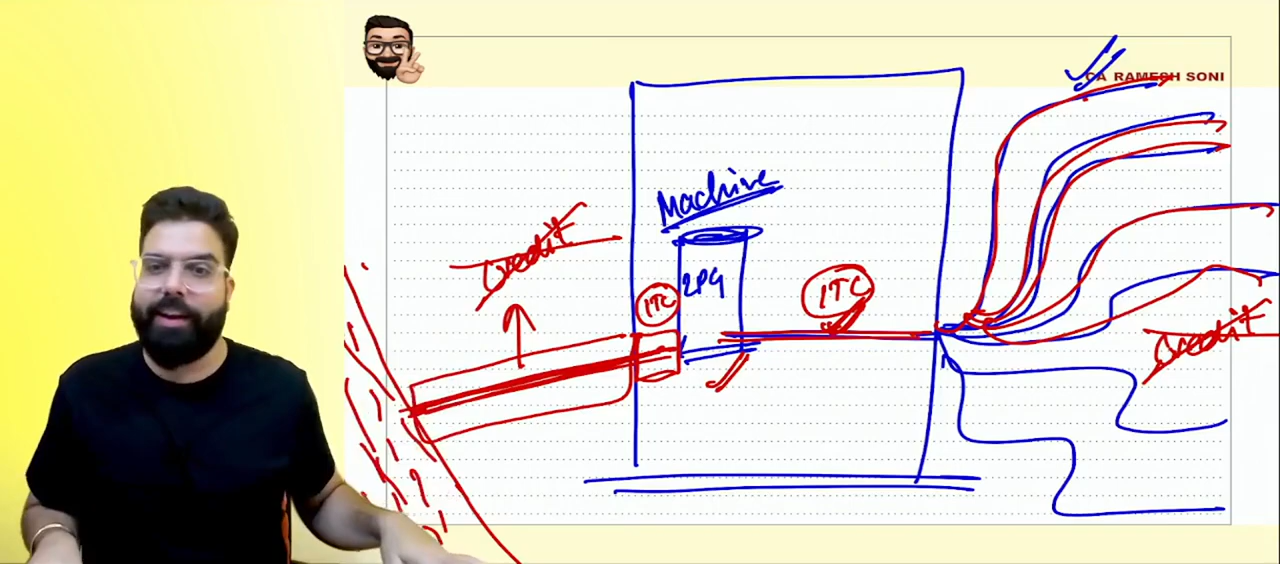 CA RAMESH SONI
Machine
Credit
ITC
LPG
ITC
Credit